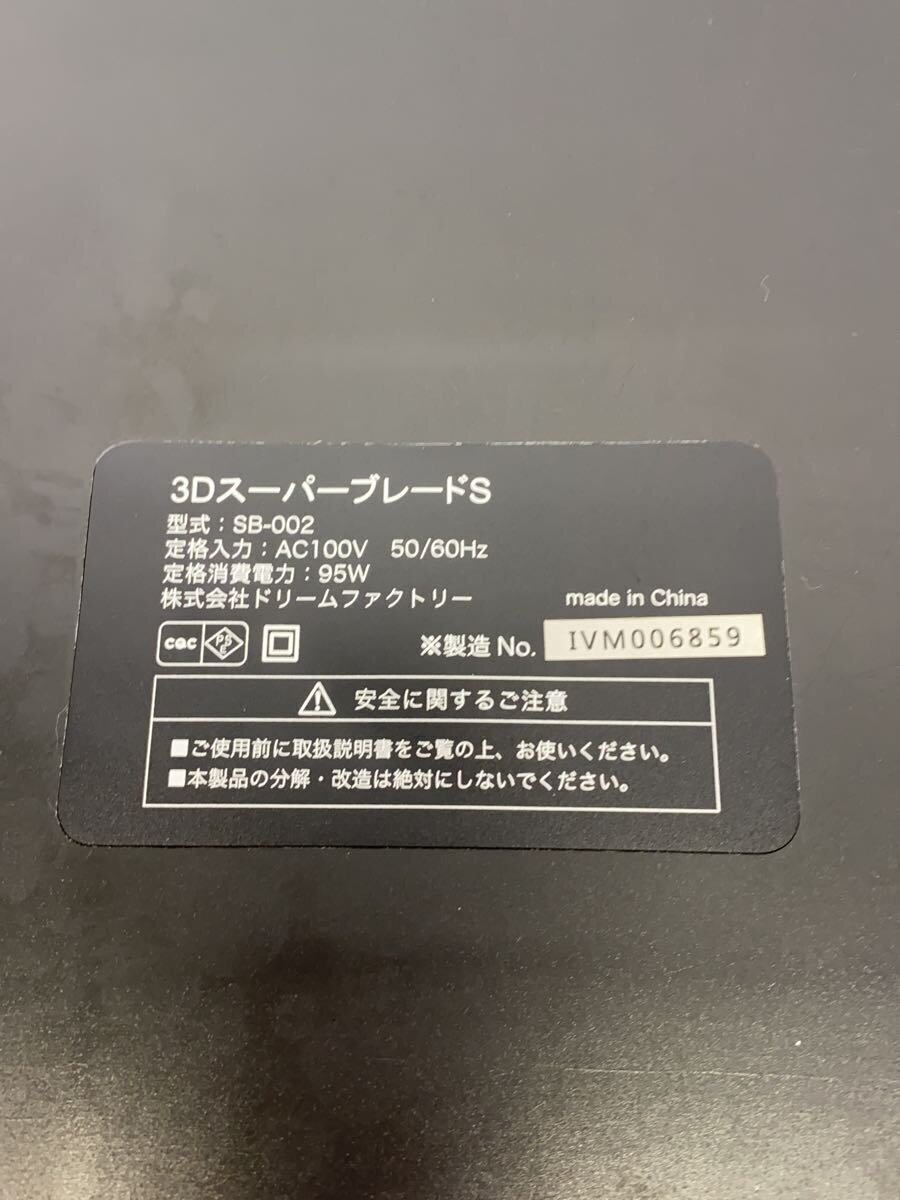 3DスーパーブレードS
型式：SB-002
定格入力：AC100V 50/60Hz
定格消費電力：95W
株式会社ドリームファクトリー made in China
cqc PSE ※製造No. IVM006859
安全に関するご注意
■ご使用前に取扱説明書をご覧の上、お使いください。
■本製品の分解・改造は絶対にしないでください。